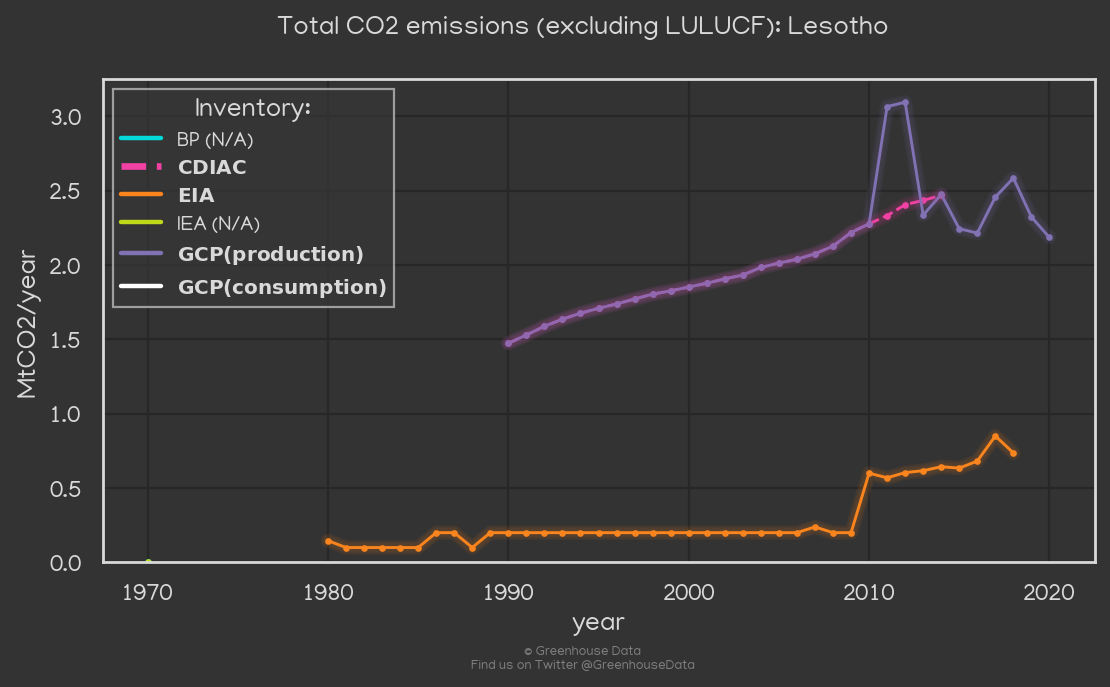 Total CO2 emissions (excluding LULUCF): Lesotho
Inventory:
BP (N/A)
CDIAC
EIA
IEA (N/A)
GCP(production)
GCP(consumption)
MtCO2/year
3.0
2.5
2.0
1.5
1.0
0.5
0.0
1970 1980 1990 2000 2010 2020
year
© Greenhouse Data
Find us on Twitter @GreenhouseData